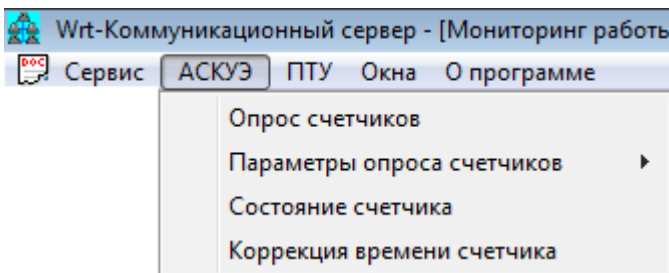 Wrt-Коммуникационный сервер - [Мониторинг работы
DOC Сервис АСКУЭ ПТУ Окна О программе
Опрос счетчиков
Параметры опроса счетчиков
Состояние счетчика
Коррекция времени счетчика